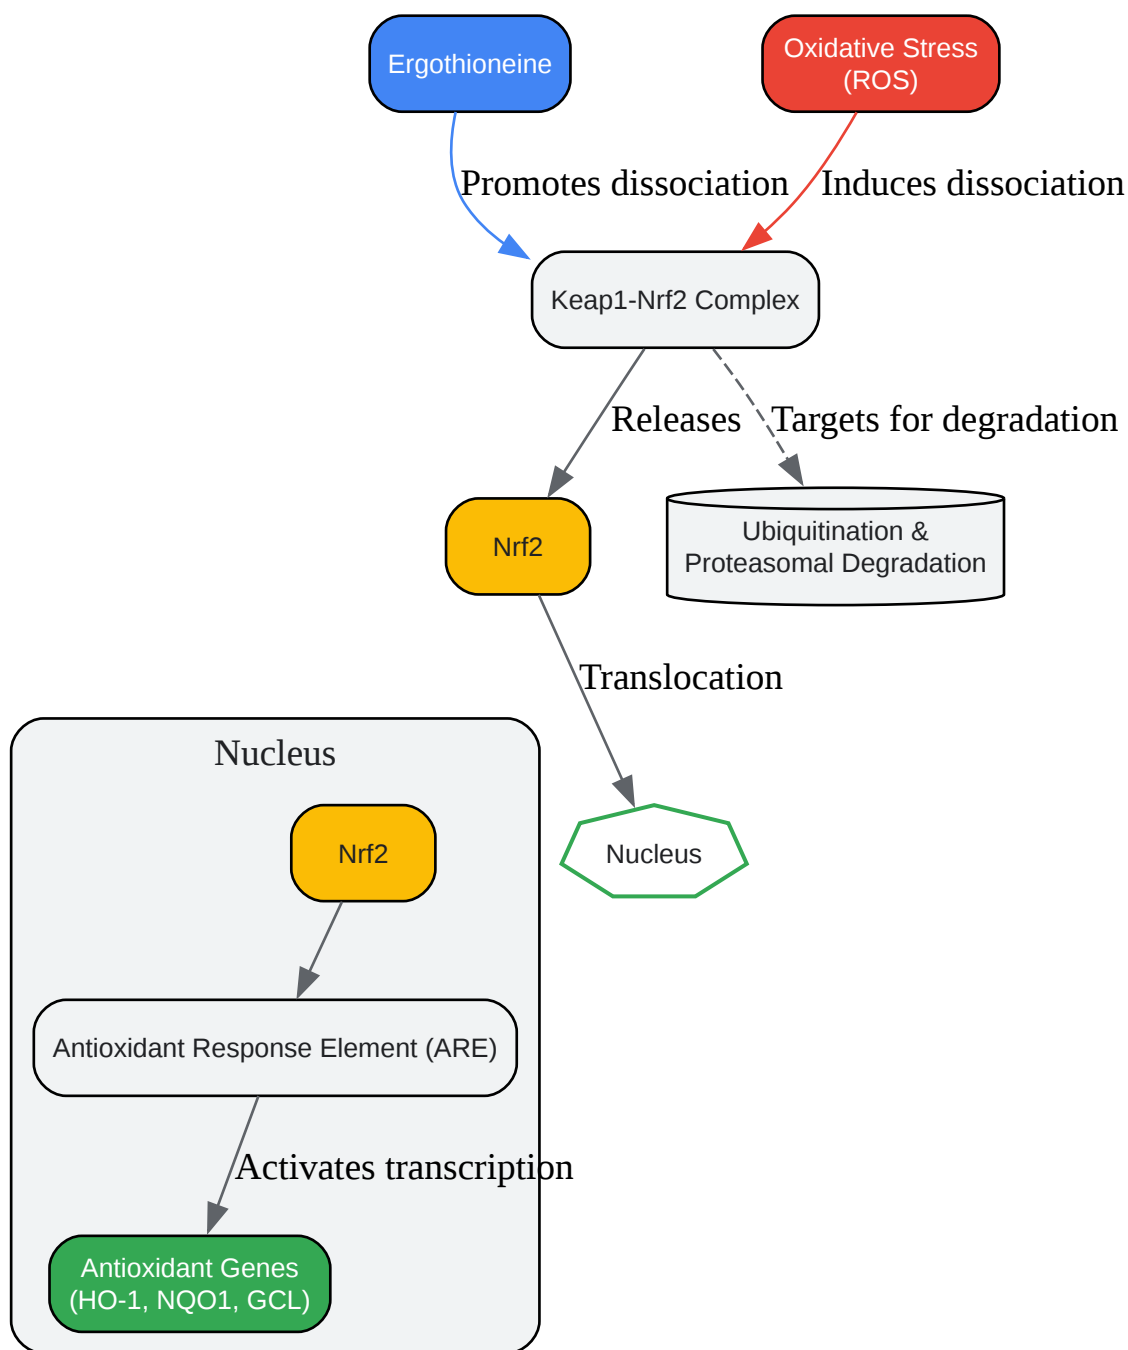 Ergothioneine
Oxidative Stress
(ROS)
Promotes dissociation
Induces dissociation
Keap1-Nrf2 Complex
Releases
Targets for degradation
Nrf2
Ubiquitination &
Proteasomal Degradation
Translocation
Nucleus
Nrf2
Nucleus
Antioxidant Response Element (ARE)
Activates transcription
Antioxidant Genes
(HO-1, NQO1, GCL)